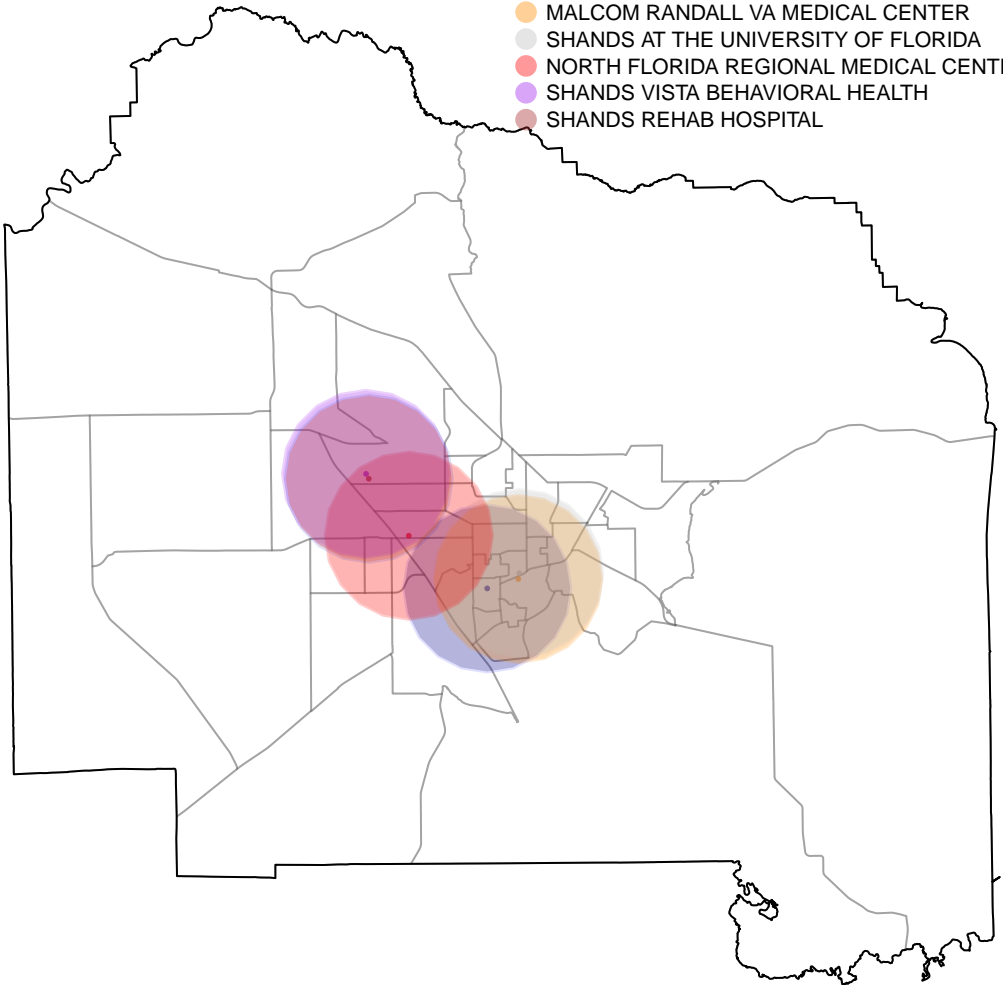 MALCOM RANDALL VA MEDICAL CENTER
SHANDS AT THE UNIVERSITY OF FLORIDA
NORTH FLORIDA REGIONAL MEDICAL CENT
SHANDS VISTA BEHAVIORAL HEALTH
SHANDS REHAB HOSPITAL